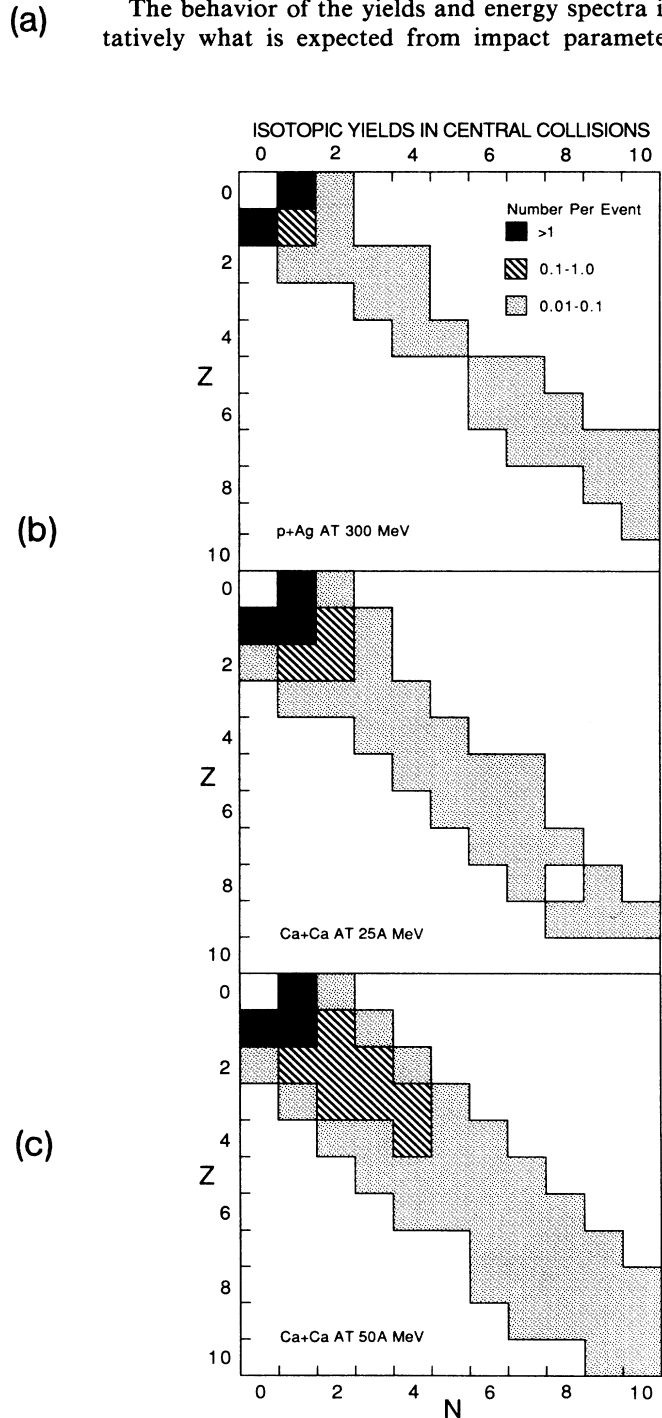 (a)
The behavior of the yields and energy spectra i
tatively what is expected from impact paramete
ISOTOPIC YIELDS IN CENTRAL COLLISIONS
0 2 4 6 8 10
0
2
4
Z
6
8
10
Number Per Event
>1
0.1-1.0
0.01-0.1
p+Ag AT 300 MeV
(b)
0
2
4
Z
6
8
10
Ca+Ca AT 25A MeV
(c)
0
2
4
Z
6
8
10
Ca+Ca AT 50A MeV
0 2 4 6 8 10
N